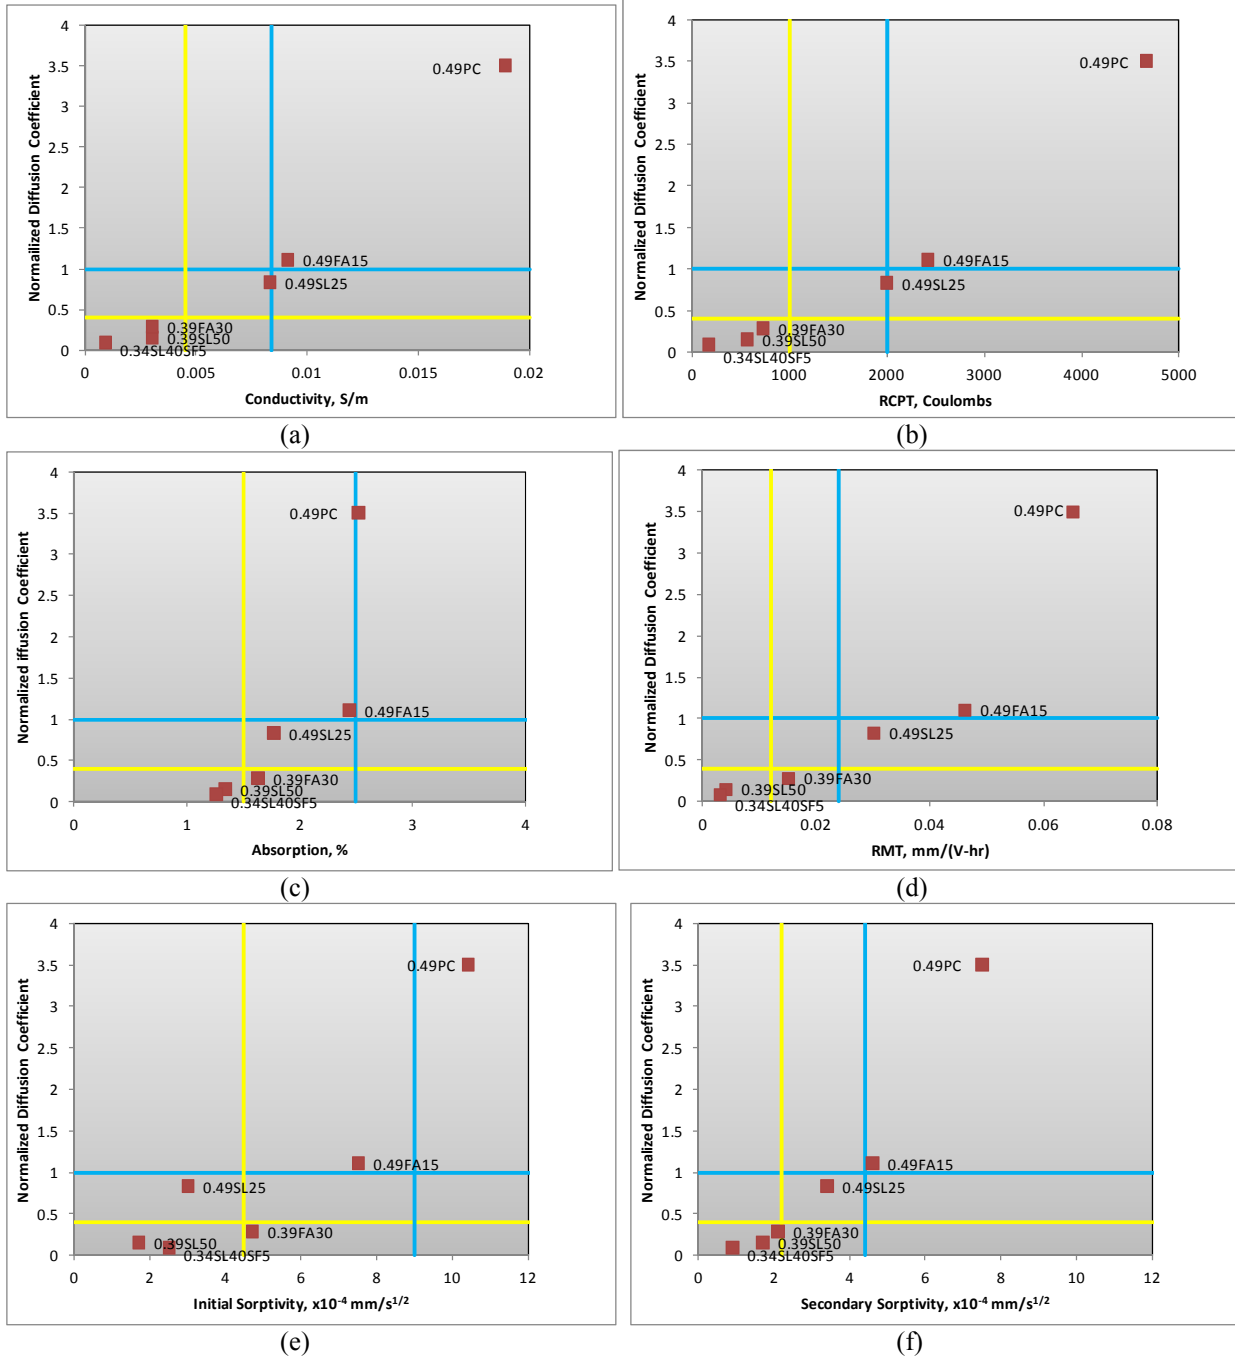 4
3.5
3
2.5
2
1.5
1
0.5
0
0 0.005 0.01 0.015 0.02
Normailized Diffusion Coefficient
Conductivity, S/m
0.49PC
0.49FA15
0.49SL25
0.39FA30
0.39SL50
0.34SL40SF5
(a)
4
3.5
3
2.5
2
1.5
1
0.5
0
0 1000 2000 3000 4000 5000
Normalized Diffusion Coefficient
RCPT, Coulombs
0.49PC
0.49FA15
0.49SL25
0.39FA30
0.39SL50
0.34SL40SF5
(b)
4
3.5
3
2.5
2
1.5
1
0.5
0
0 1 2 3 4
Normalized iffusion Coefficient
Absorption, %
0.49PC
0.49FA15
0.49SL25
0.39FA30
0.39SL50
0.34SL40SF5
(c)
4
3.5
3
2.5
2
1.5
1
0.5
0
0 0.02 0.04 0.06 0.08
Normalized Diffusion Coefficient
RMT, mm/(V-hr)
0.49PC
0.49FA15
0.49SL25
0.39FA30
0.39SL50
0.34SL40SF5
(d)
4
3.5
3
2.5
2
1.5
1
0.5
0
0 2 4 6 8 10 12
Normalized Diffusion Coefficient
Initial Sorptivity, x10⁻⁴ mm/s¹/²
0.49PC
0.49FA15
0.49SL25
0.39FA30
0.39SL50
0.34SL40SF5
(e)
4
3.5
3
2.5
2
1.5
1
0.5
0
0 2 4 6 8 10 12
Normalized Diffusion Coefficient
Secondary Sorptivity, x10⁻⁴ mm/s¹/²
0.49PC
0.49FA15
0.49SL25
0.39FA30
0.39SL50
0.34SL40SF5
(f)